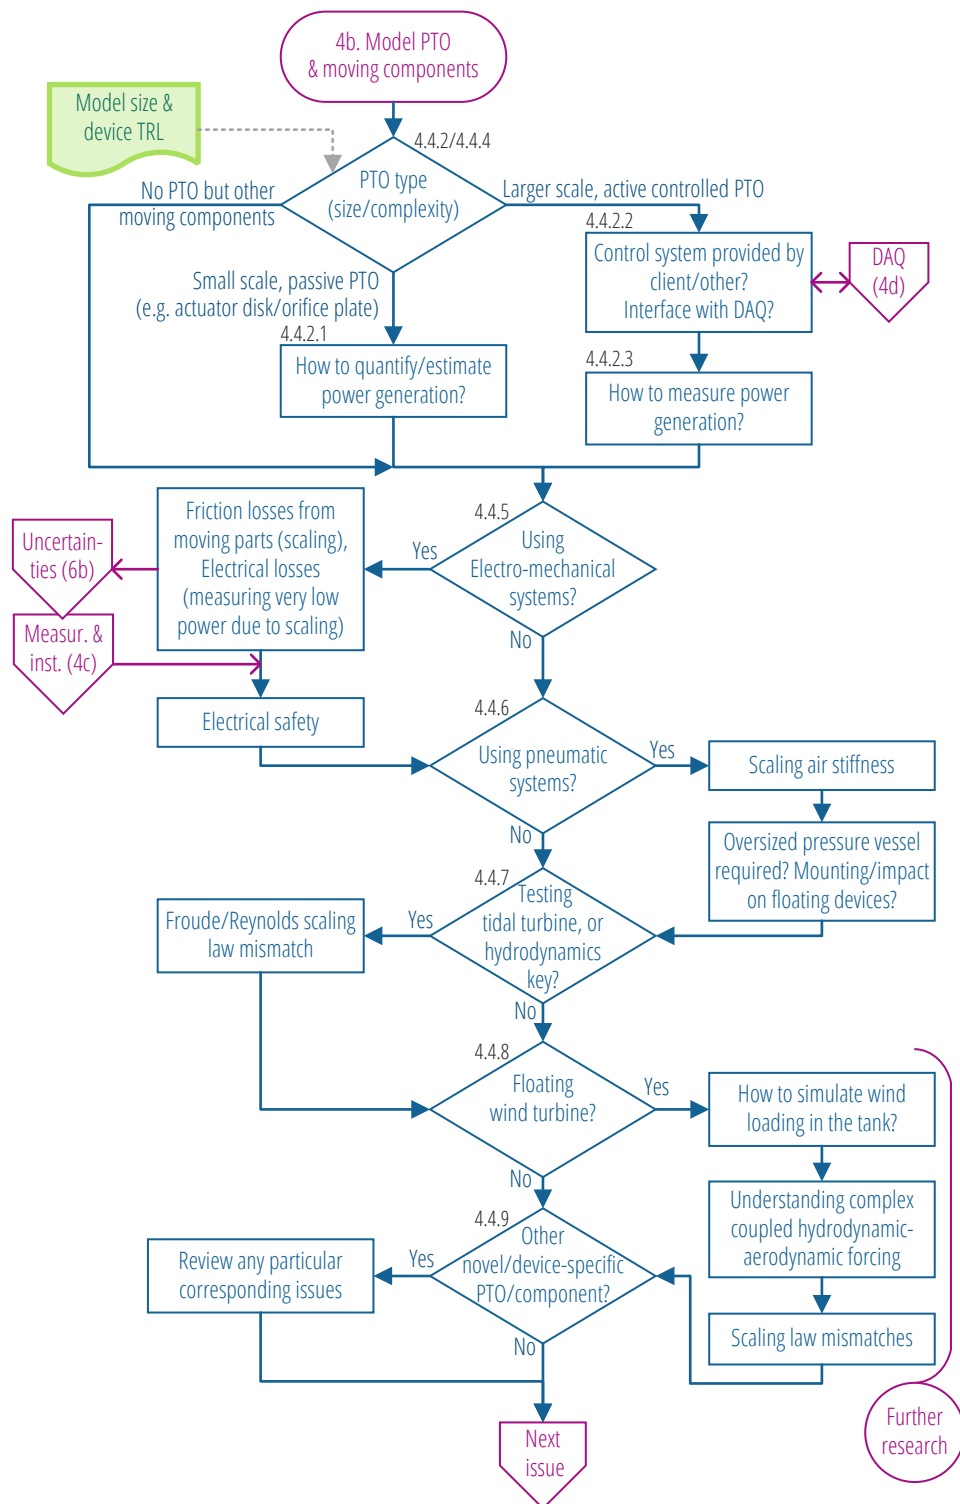 4b. Model PTO
& moving components
Model size &
device TRL
4.4.2/4.4.4
PTO type
(size/complexity)
No PTO but other
moving components
Larger scale, active controlled PTO
Small scale, passive PTO
(e.g. actuator disk/orifice plate)
4.4.2.2
Control system provided by
client/other?
Interface with DAQ?
DAQ
(4d)
4.4.2.1
How to quantify/estimate
power generation?
4.4.2.3
How to measure power
generation?
Friction losses from
moving parts (scaling),
Electrical losses
(measuring very low
power due to scaling)
Uncertain-
ties (6b)
Measur. &
inst. (4c)
4.4.5
Using
Electro-mechanical
systems?
Yes
No
Electrical safety
4.4.6
Using pneumatic
systems?
Yes
No
Scaling air stiffness
Oversized pressure vessel
required? Mounting/impact
on floating devices?
4.4.7
Testing
tidal turbine, or
hydrodynamics
key?
Yes
No
Froude/Reynolds scaling
law mismatch
4.4.8
Floating
wind turbine?
Yes
No
How to simulate wind
loading in the tank?
Understanding complex
coupled hydrodynamic-
aerodynamic forcing
Scaling law mismatches
4.4.9
Other
novel/device-specific
PTO/component?
Yes
No
Review any particular
corresponding issues
Further
research
Next
issue